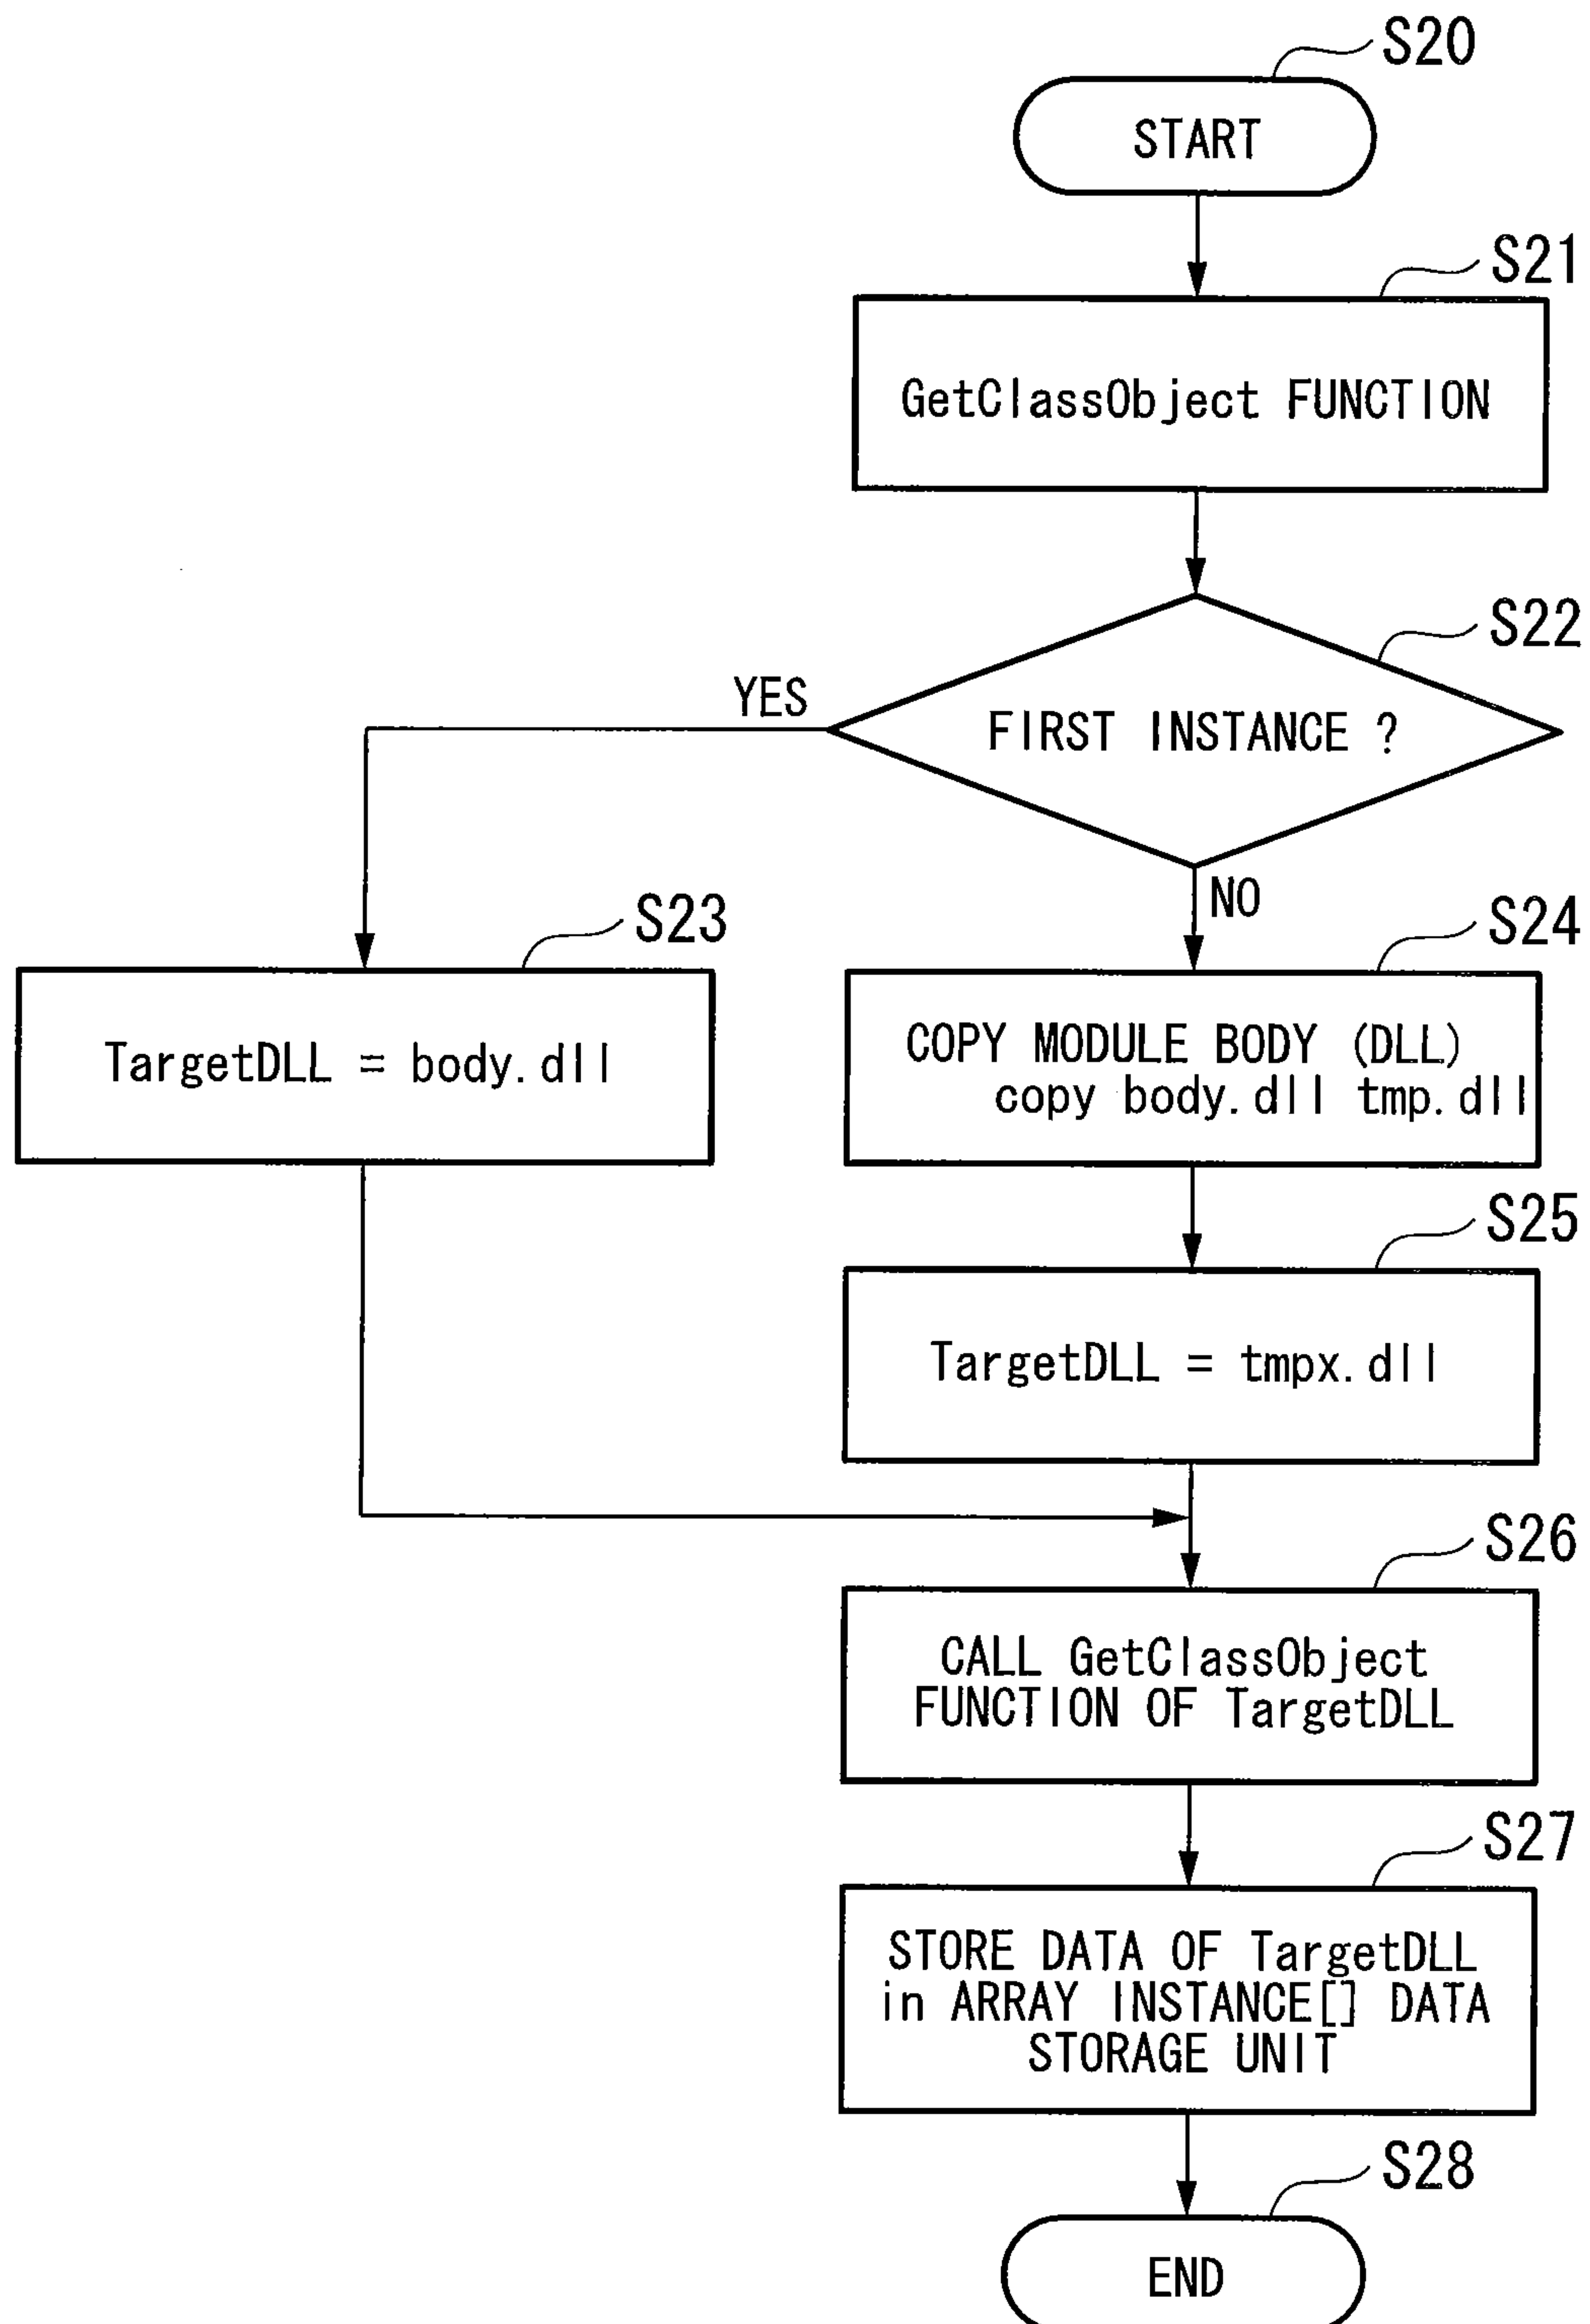 S20
START
S21
GetClassObject FUNCTION
S22
FIRST INSTANCE ?
YES
NO
S23
TargetDLL = body.dll
S24
COPY MODULE BODY (DLL)
copy body.dll tmp.dll
S25
TargetDLL = tmpx.dll
S26
CALL GetClassObject
FUNCTION OF TargetDLL
S27
STORE DATA OF TargetDLL
in ARRAY INSTANCE[] DATA
STORAGE UNIT
S28
END